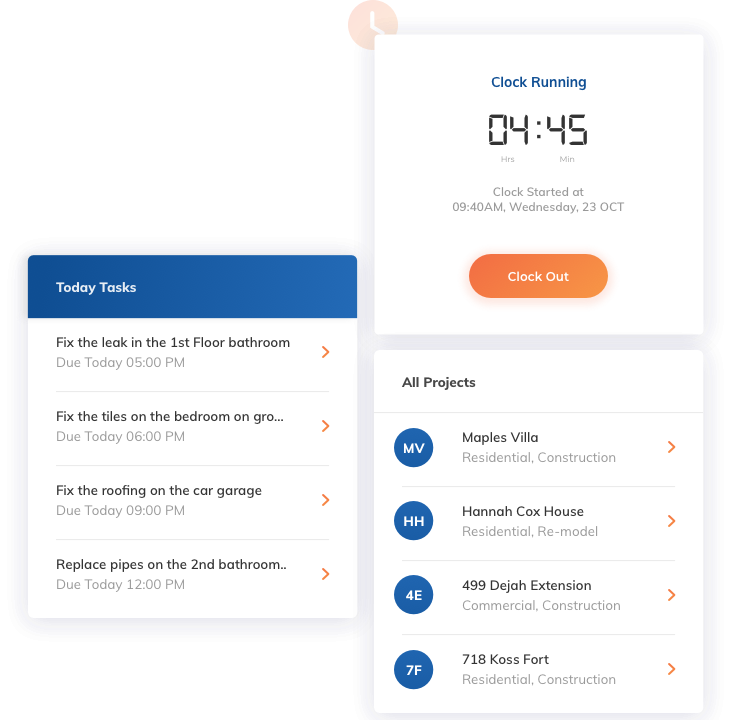 Clock Running
04:45
Hrs Min
Clock Started at
09:40AM, Wednesday, 23 OCT
Clock Out
Today Tasks
Fix the leak in the 1st Floor bathroom
Due Today 05:00 PM
Fix the tiles on the bedroom on gro...
Due Today 06:00 PM
Fix the roofing on the car garage
Due Today 09:00 PM
Replace pipes on the 2nd bathroom..
Due Today 12:00 PM
All Projects
MV
Maples Villa
Residential, Construction
HH
Hannah Cox House
Residential, Re-model
4E
499 Dejah Extension
Commercial, Construction
7F
718 Koss Fort
Residential, Construction